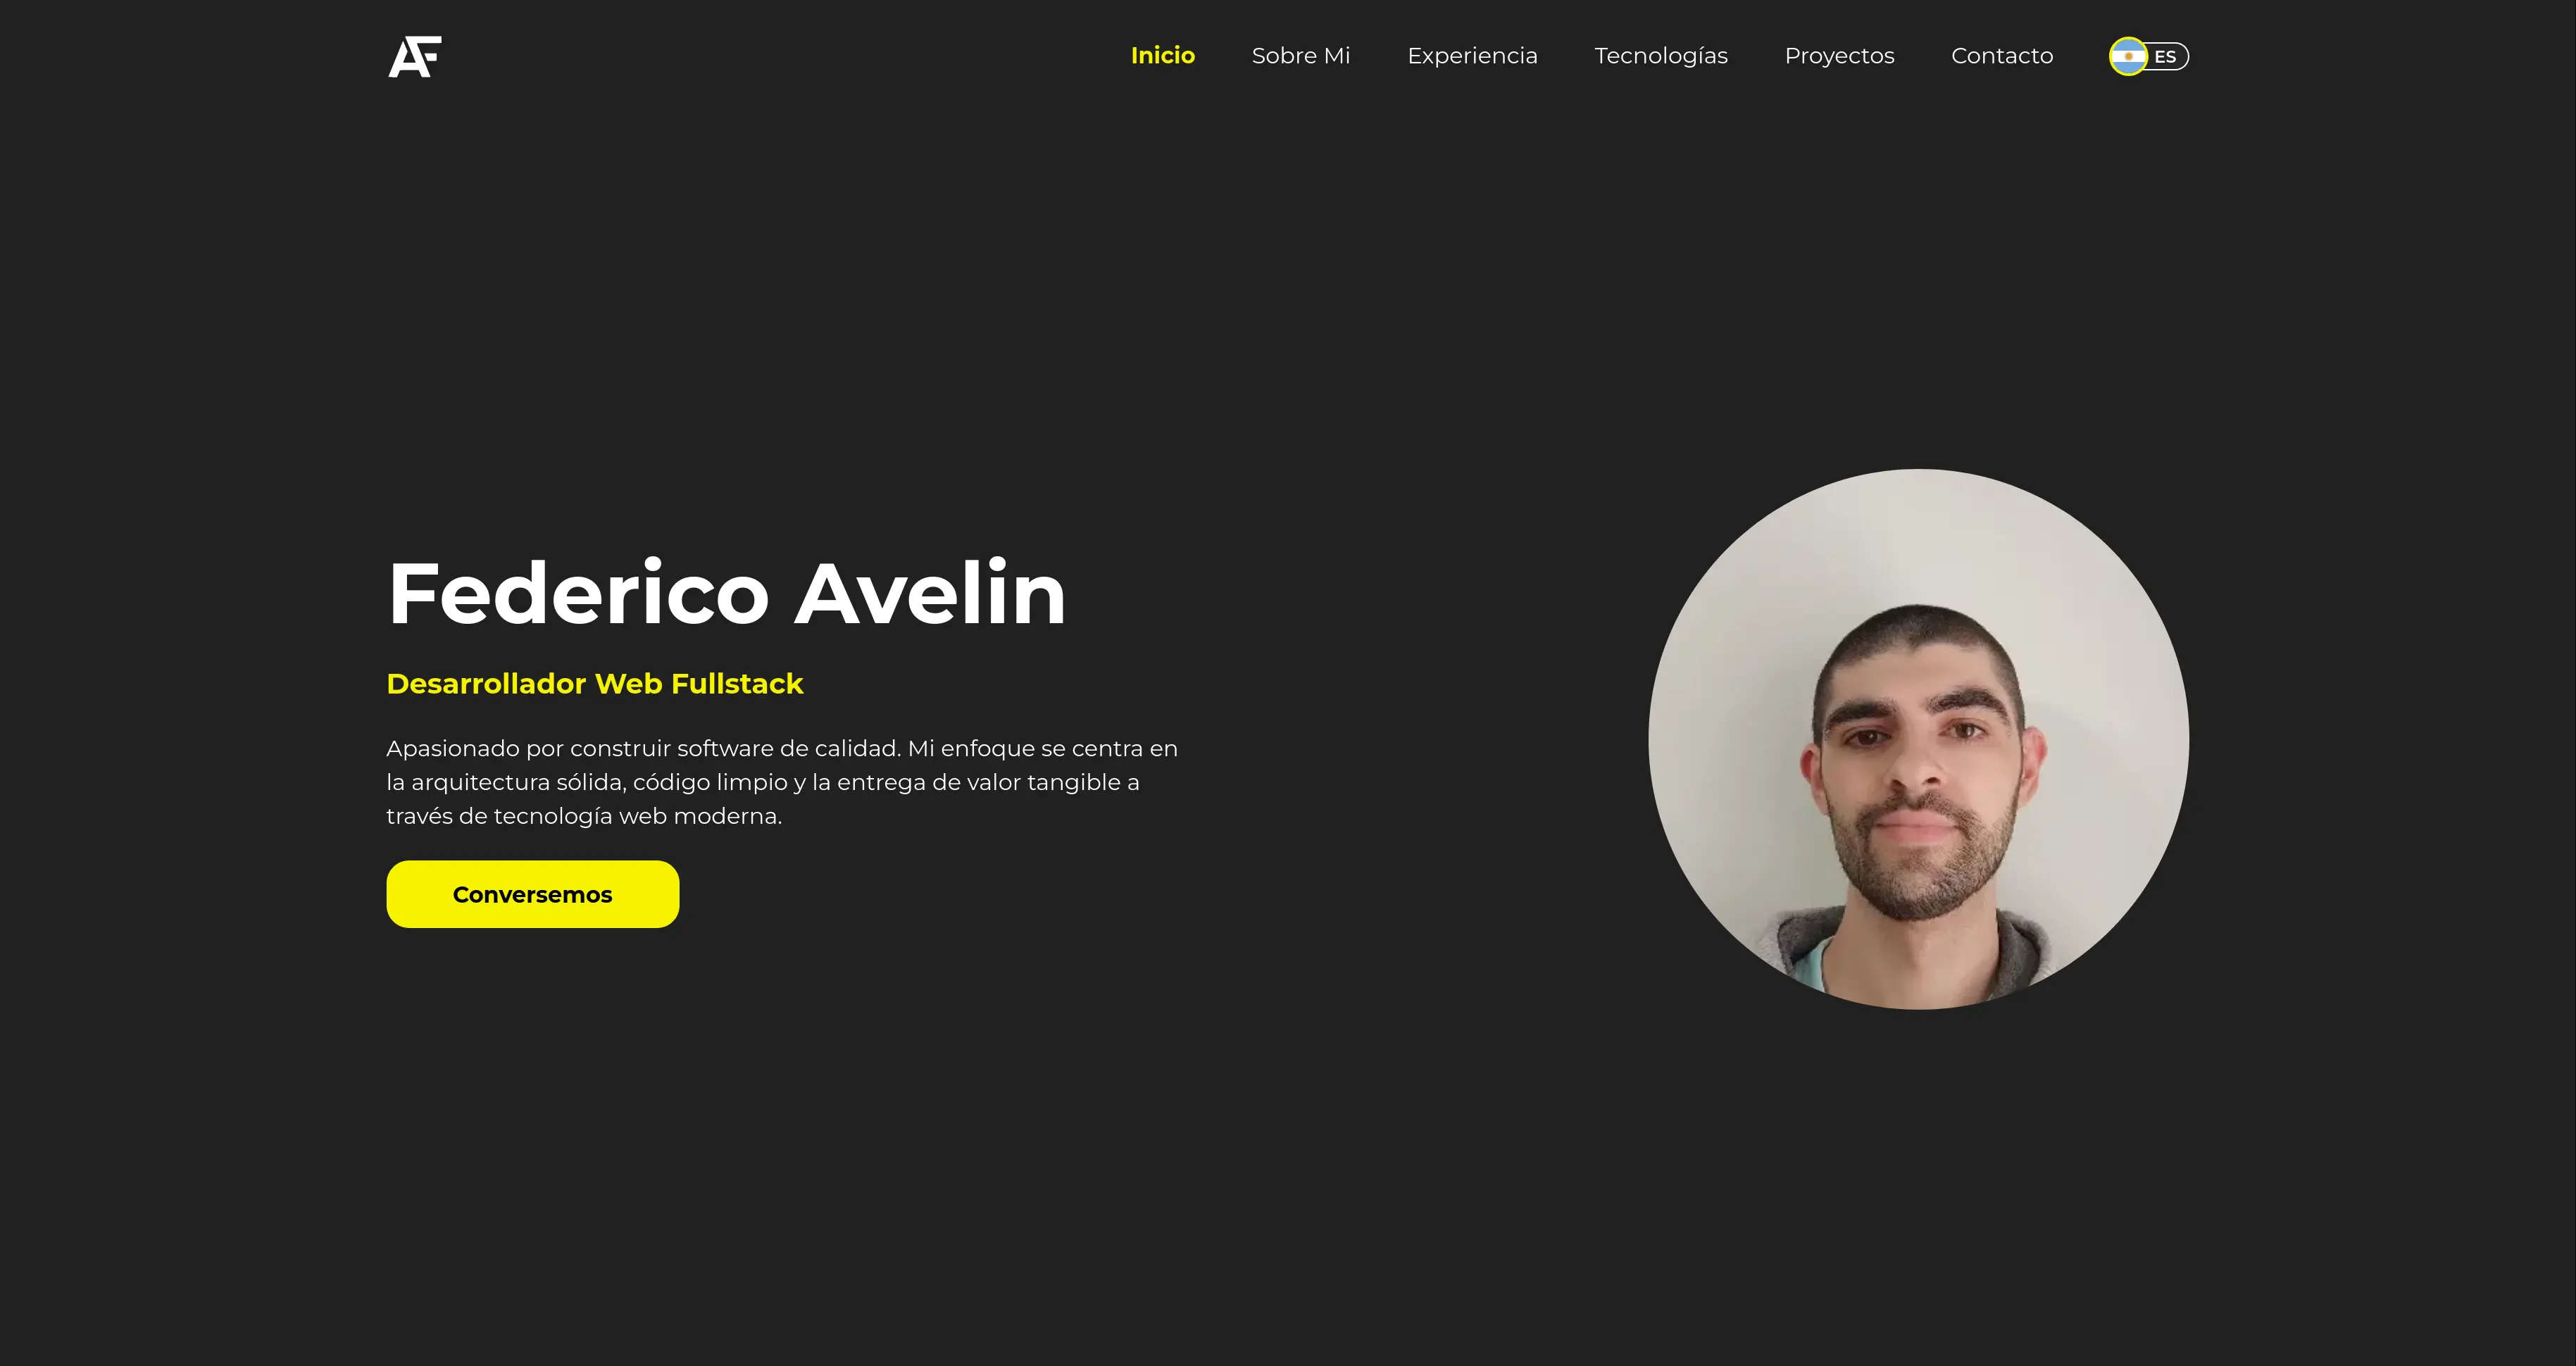 AF
Inicio Sobre Mi Experiencia Tecnologías Proyectos Contacto ES
Federico Avelin
Desarrollador Web Fullstack
Apasionado por construir software de calidad. Mi enfoque se centra en
la arquitectura sólida, código limpio y la entrega de valor tangible a
través de tecnología web moderna.
Conversemos